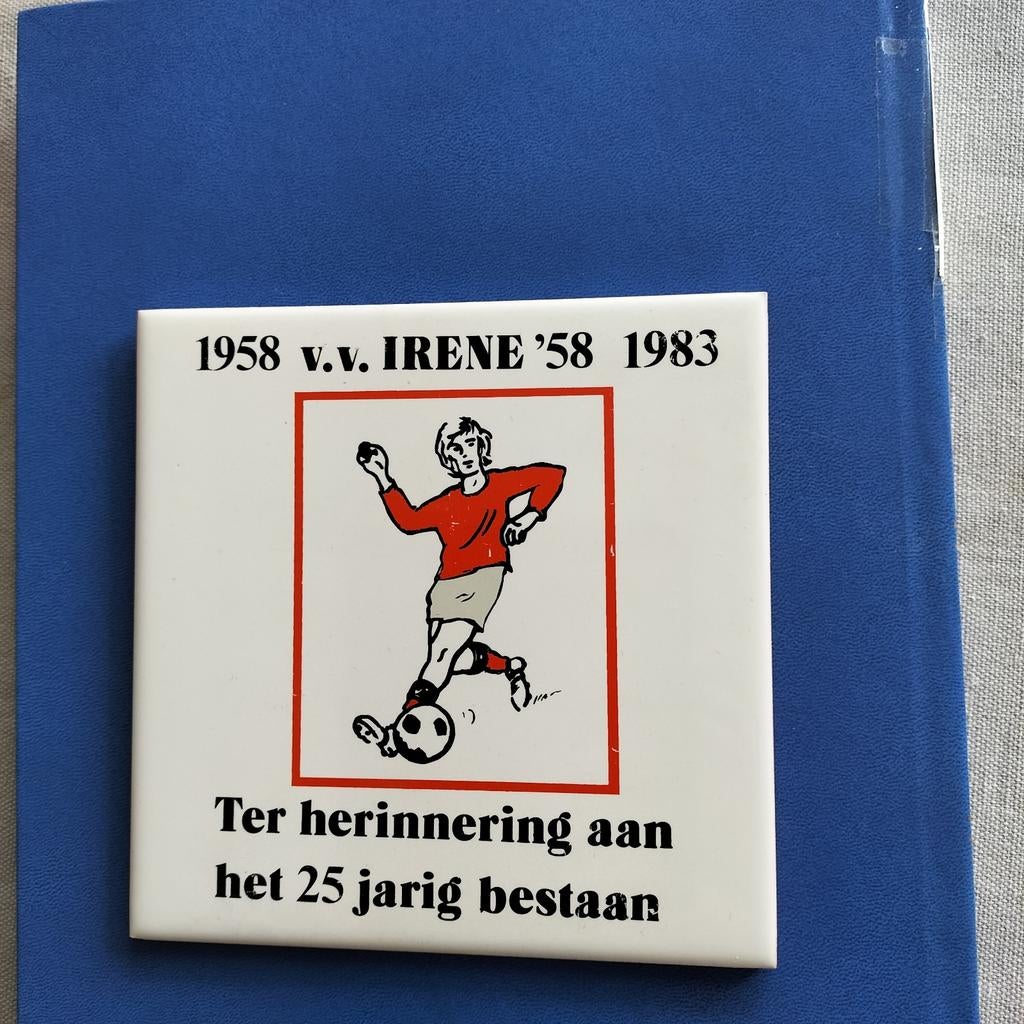 1958 v.v. IRENE '58 1983
Ter herinnering aan
het 25 jarig bestaan